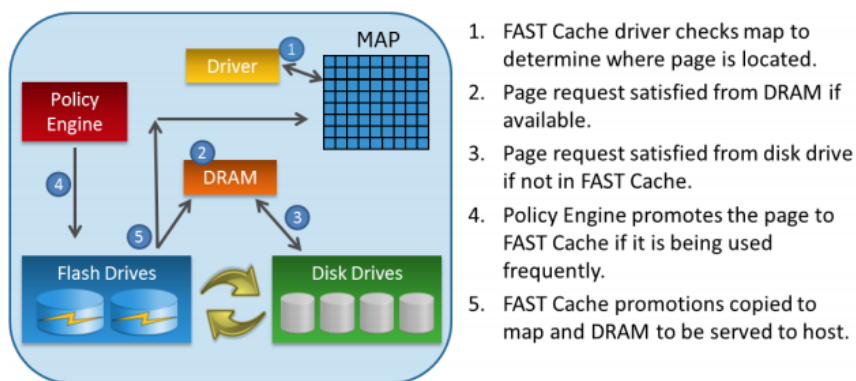 MAP
1
Driver
Policy
Engine
2
DRAM
4
3
5
Flash Drives
Disk Drives
1. FAST Cache driver checks map to
determine where page is located.
2. Page request satisfied from DRAM if
available.
3. Page request satisfied from disk drive
if not in FAST Cache.
4. Policy Engine promotes the page to
FAST Cache if it is being used
frequently.
5. FAST Cache promotions copied to
map and DRAM to be served to host.